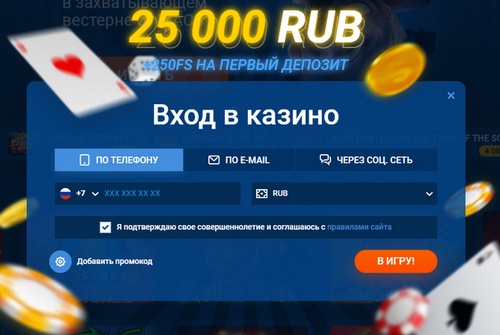 в захватывающем
вестерне
25 000 RUB
250FS НА ПЕРВЫЙ ДЕПОЗИТ
Вход в казино
ПО ТЕЛЕФОНУ
ПО E-MAIL
ЧЕРЕЗ СОЦ. СЕТЬ
+7
XXX XXX XX XX
RUB
Я подтверждаю свое совершеннолетие и соглашаюсь с правилами сайта
Добавить промокод
В ИГРУ!